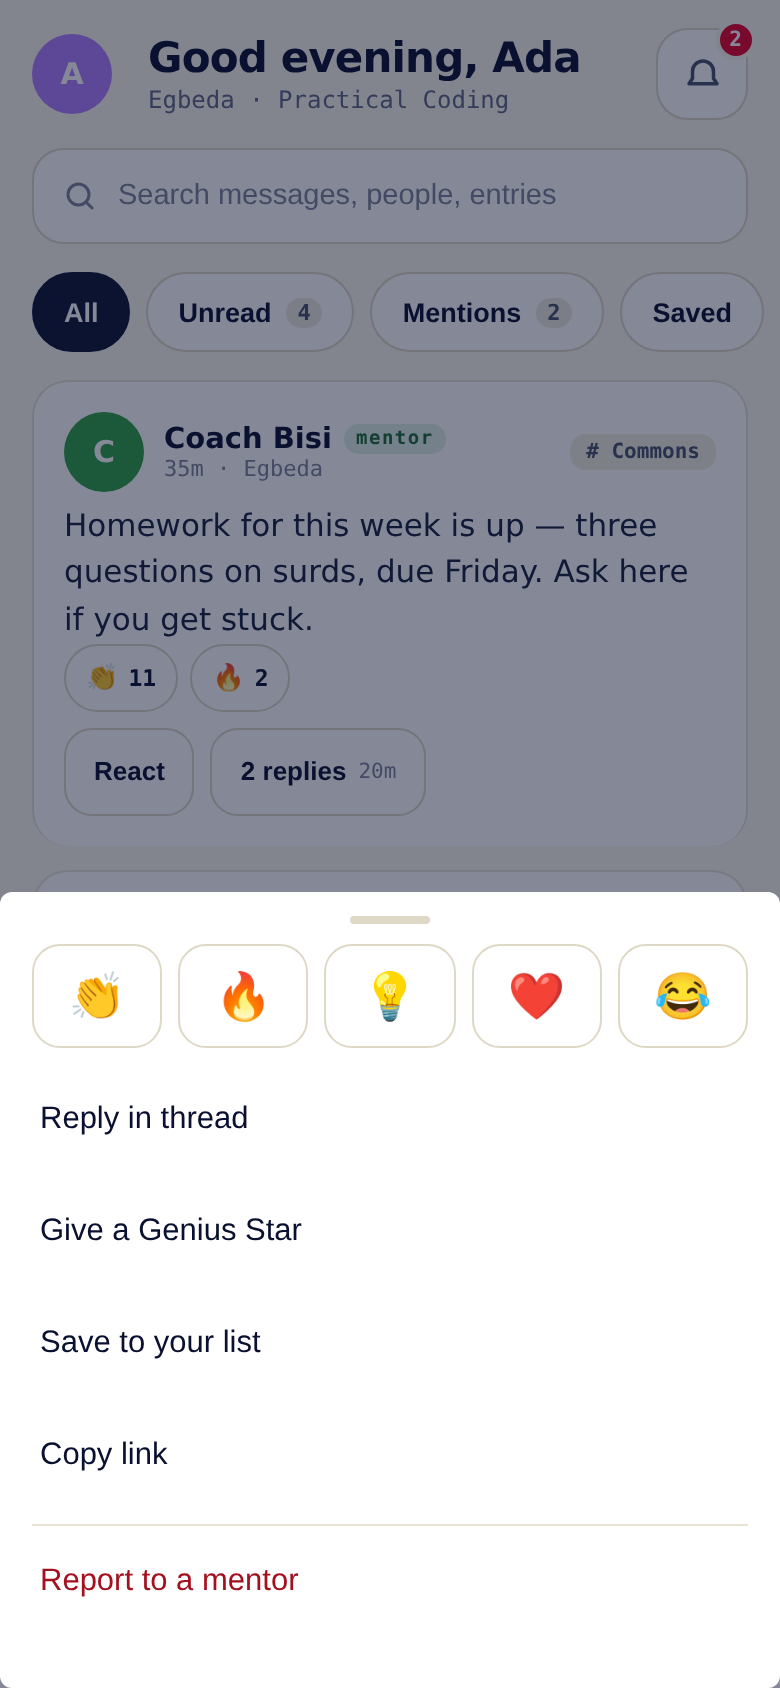 A
Good evening, Ada
2
Egbeda · Practical Coding
Search messages, people, entries
All
Unread 4
Mentions 2
Saved
C
Coach Bisi mentor
35m · Egbeda
# Commons
Homework for this week is up — three
questions on surds, due Friday. Ask here
if you get stuck.
👏 11
🔥 2
React
2 replies 20m
👏 🔥 💡 ❤️ 😂
Reply in thread
Give a Genius Star
Save to your list
Copy link
Report to a mentor